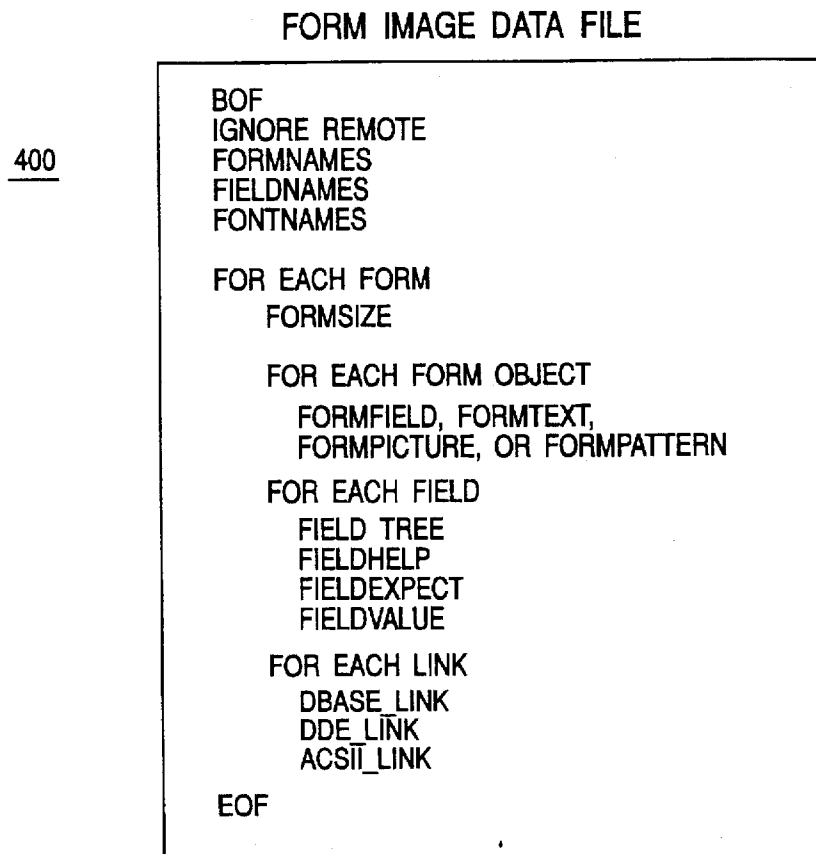 FORM IMAGE DATA FILE
400
BOF
IGNORE REMOTE
FORMNAMES
FIELDNAMES
FONTNAMES
FOR EACH FORM
FORMSIZE
FOR EACH FORM OBJECT
FORMFIELD, FORMTEXT,
FORMPICTURE, OR FORMPATTERN
FOR EACH FIELD
FIELD TREE
FIELDHELP
FIELDEXPECT
FIELDVALUE
FOR EACH LINK
DBASE_LINK
DDE_LINK
ACSII_LINK
EOF